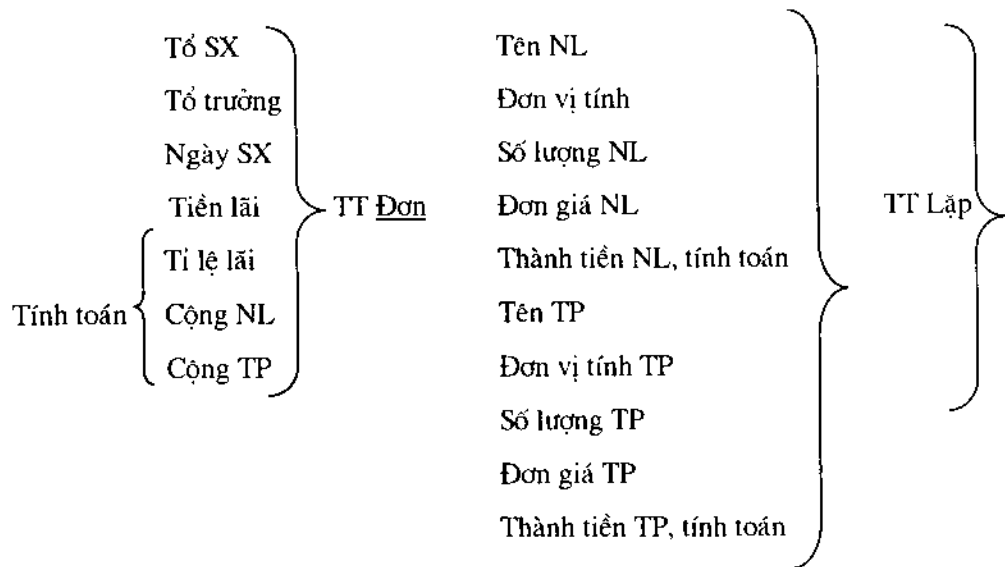 Tổ SX
Tổ trưởng
Ngày SX
Tiền lãi
Tỉ lệ lãi
Cộng NL
Cộng TP
Tính toán
TT Đơn
Tên NL
Đơn vị tính
Số lượng NL
Đơn giá NL
Thành tiền NL, tính toán
Tên TP
Đơn vị tính TP
Số lượng TP
Đơn giá TP
Thành tiền TP, tính toán
TT Lặp